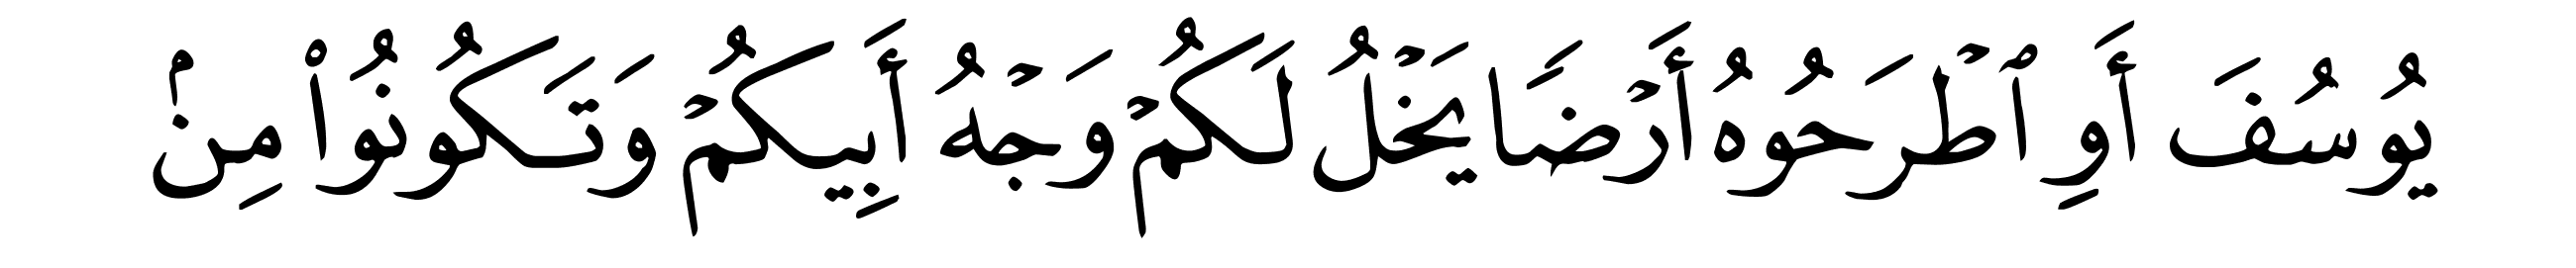 يُوسُفَ أَوِ ٱطۡرَحُوهُ أَرۡضٗا يَخۡلُ لَكُمۡ وَجۡهُ أَبِيكُمۡ وَتَكُونُواْ مِنۢ